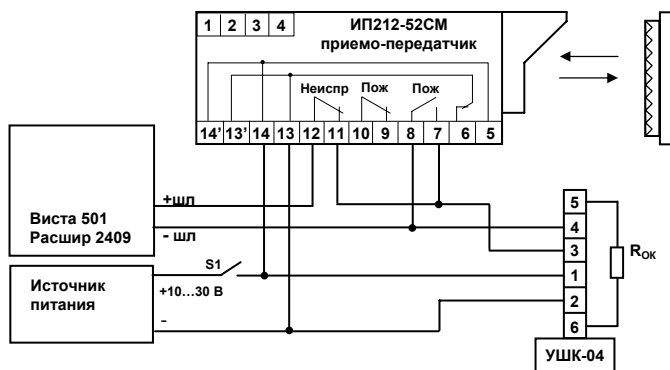 1 2 3 4
ИП212-52СМ
приемо-передатчик
Неиспр Пож Пож
14' 13' 14 13 12 11 10 9 8 7 6 5
Виста 501
Расшир 2409
+шл
- шл
Источник
питания
S1
+10...30 В
-
5
4
3
1
2
6
RОК
УШК-04